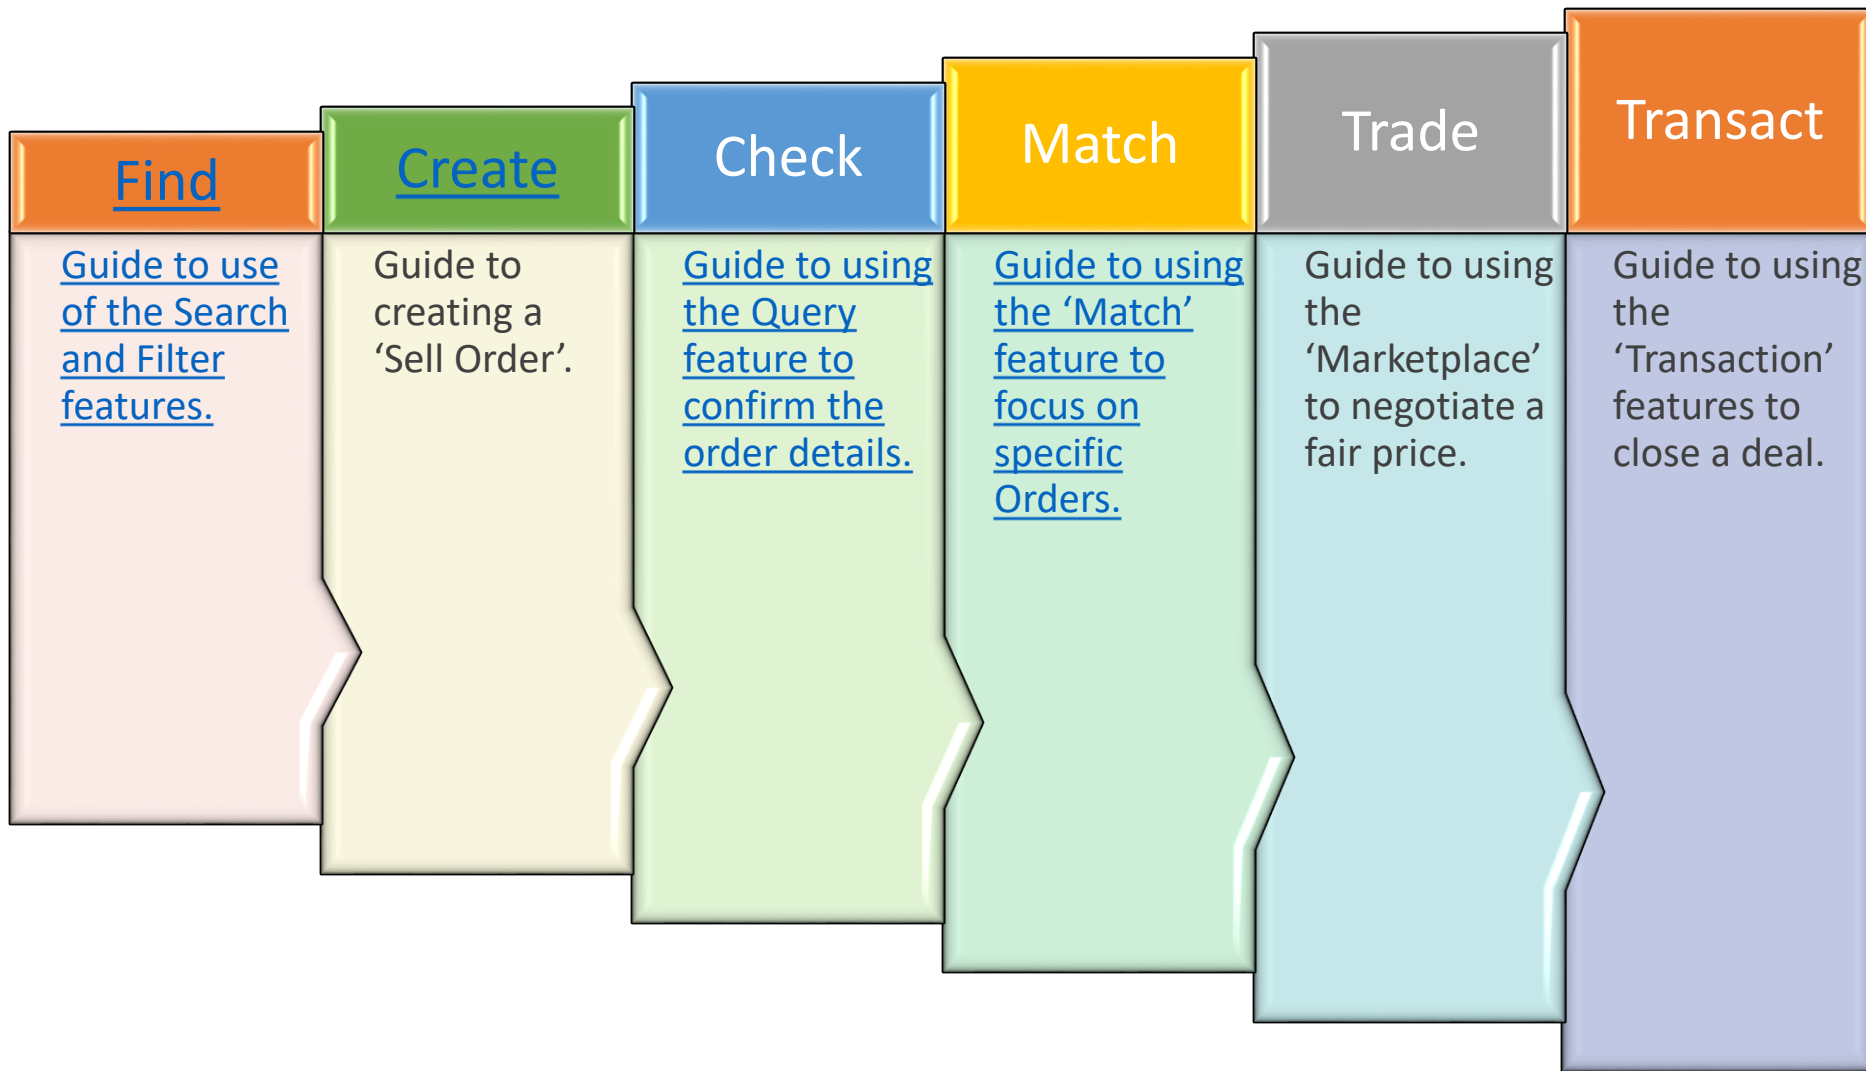 Find
Guide to use
of the Search
and Filter
features.
Create
Guide to
creating a
‘Sell Order’.
Check
Guide to using
the Query
feature to
confirm the
order details.
Match
Guide to using
the ‘Match’
feature to
focus on
specific
Orders.
Trade
Guide to using
the
‘Marketplace’
to negotiate a
fair price.
Transact
Guide to using
the
‘Transaction’
features to
close a deal.